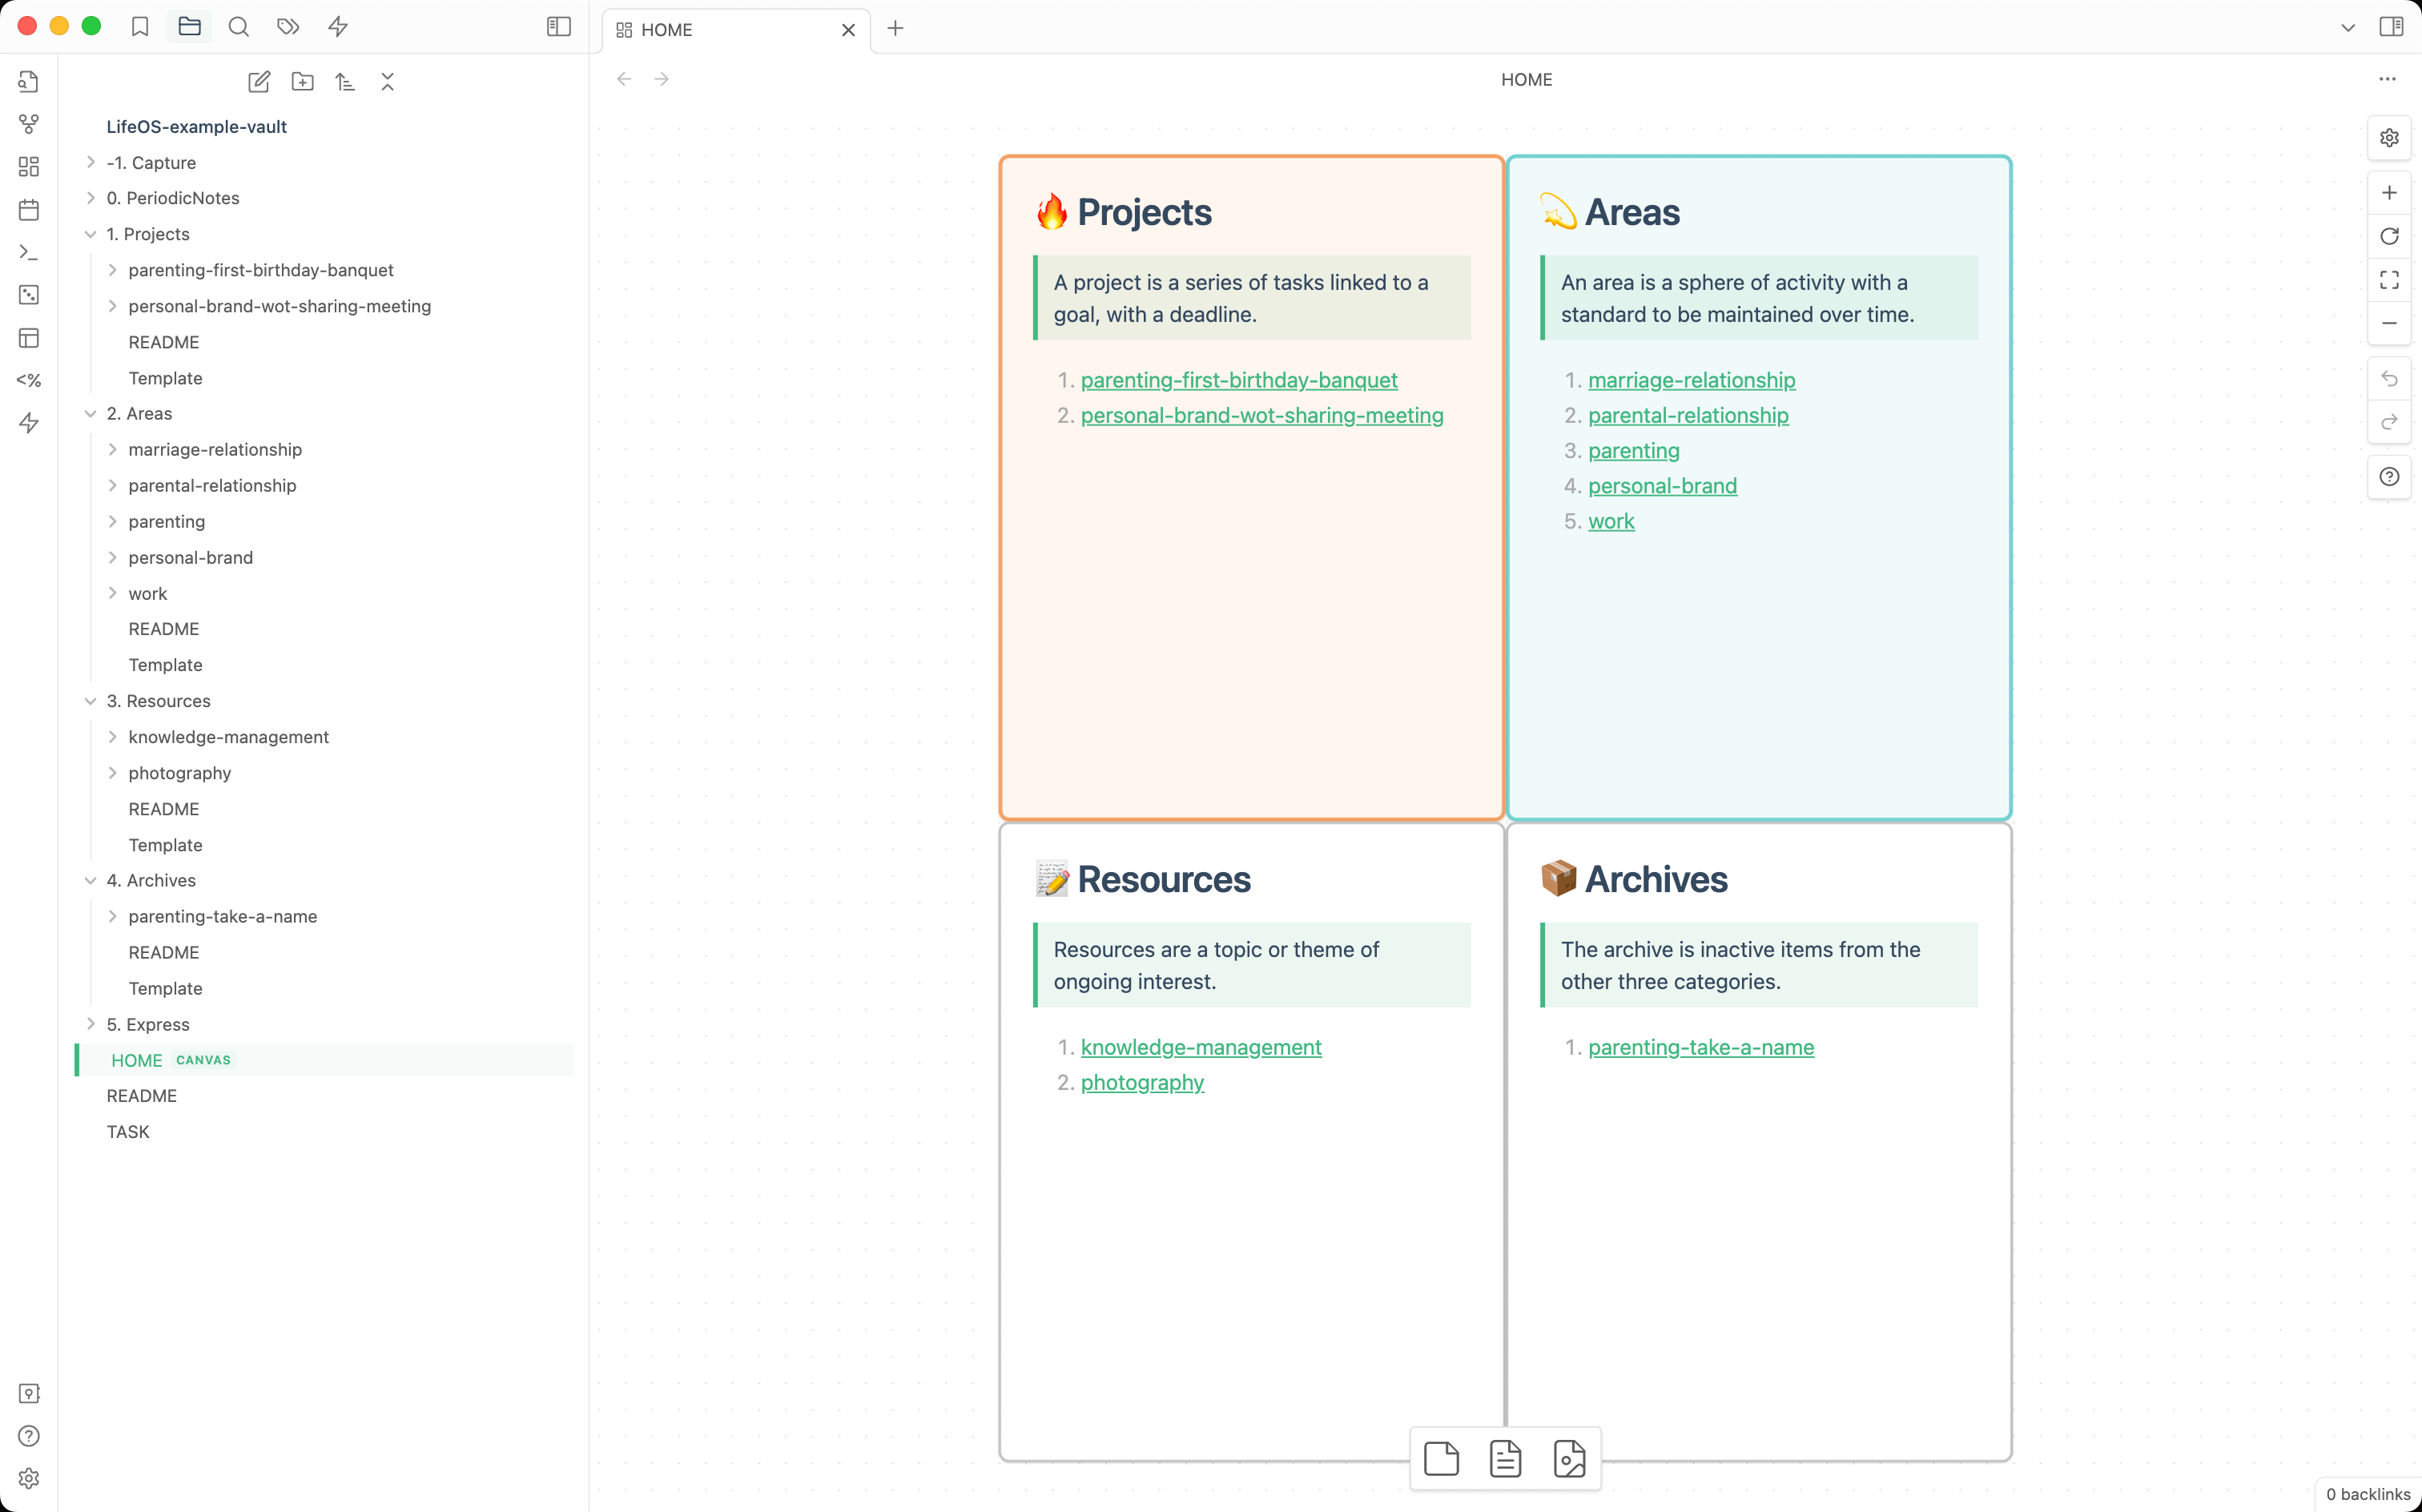 HOME
HOME
LifeOS-example-vault
-1. Capture
0. PeriodicNotes
1. Projects
parenting-first-birthday-banquet
personal-brand-wot-sharing-meeting
README
Template
2. Areas
marriage-relationship
parental-relationship
parenting
personal-brand
work
README
Template
3. Resources
knowledge-management
photography
README
Template
4. Archives
parenting-take-a-name
README
Template
5. Express
HOME CANVAS
README
TASK
<%
🔥 Projects
A project is a series of tasks linked to a
goal, with a deadline.
1. parenting-first-birthday-banquet
2. personal-brand-wot-sharing-meeting
💫 Areas
An area is a sphere of activity with a
standard to be maintained over time.
1. marriage-relationship
2. parental-relationship
3. parenting
4. personal-brand
5. work
📝 Resources
Resources are a topic or theme of
ongoing interest.
1. knowledge-management
2. photography
📦 Archives
The archive is inactive items from the
other three categories.
1. parenting-take-a-name
0 backlinks